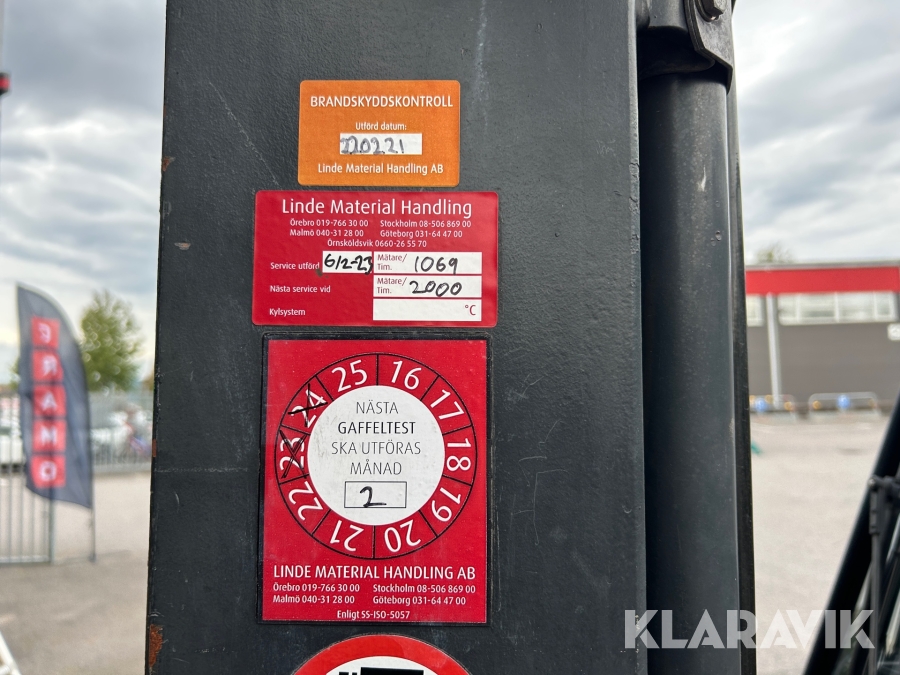 BRANDSKYDDSKONTROLL
Utförd datum:
220221
Linde Material Handling AB
Linde Material Handling
Örebro 019-766 30 00 Stockholm 08-506 869 00
Malmö 040-31 28 00 Göteborg 031-64 47 00
Örnsköldsvik 0660-26 55 70
Service utförd 6/2-23 Mätare/Tim. 1069
Nästa service vid Mätare/Tim. 2000
Kylsystem °C
16 17 18 19 20 21 22 23 24 25
NÄSTA
GAFFELTEST
SKA UTFÖRAS
MÅNAD
2
LINDE MATERIAL HANDLING AB
Örebro 019-766 30 00 Stockholm 08-506 869 00
Malmö 040-31 28 00 Göteborg 031-64 47 00
Enligt SS-ISO-5057
FRAMO
KLARAVIK